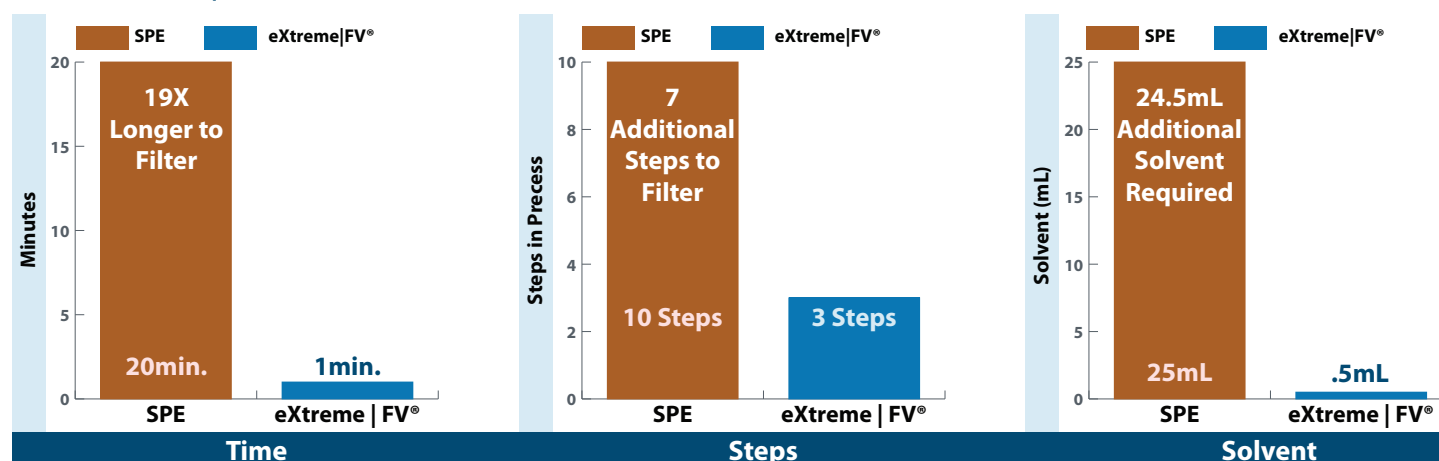 SPE eXtreme|FV®
Minutes
20
15
10
5
0
19X
Longer to
Filter
20min.
1min.
SPE eXtreme | FV®
Time
SPE eXtreme|FV®
Steps in Precess
10
8
6
4
2
0
7
Additional
Steps to
Filter
10 Steps
3 Steps
SPE eXtreme | FV®
Steps
SPE eXtreme|FV®
Solvent (mL)
25
20
15
10
5
0
24.5mL
Additional
Solvent
Required
25mL
.5mL
SPE eXtreme | FV®
Solvent